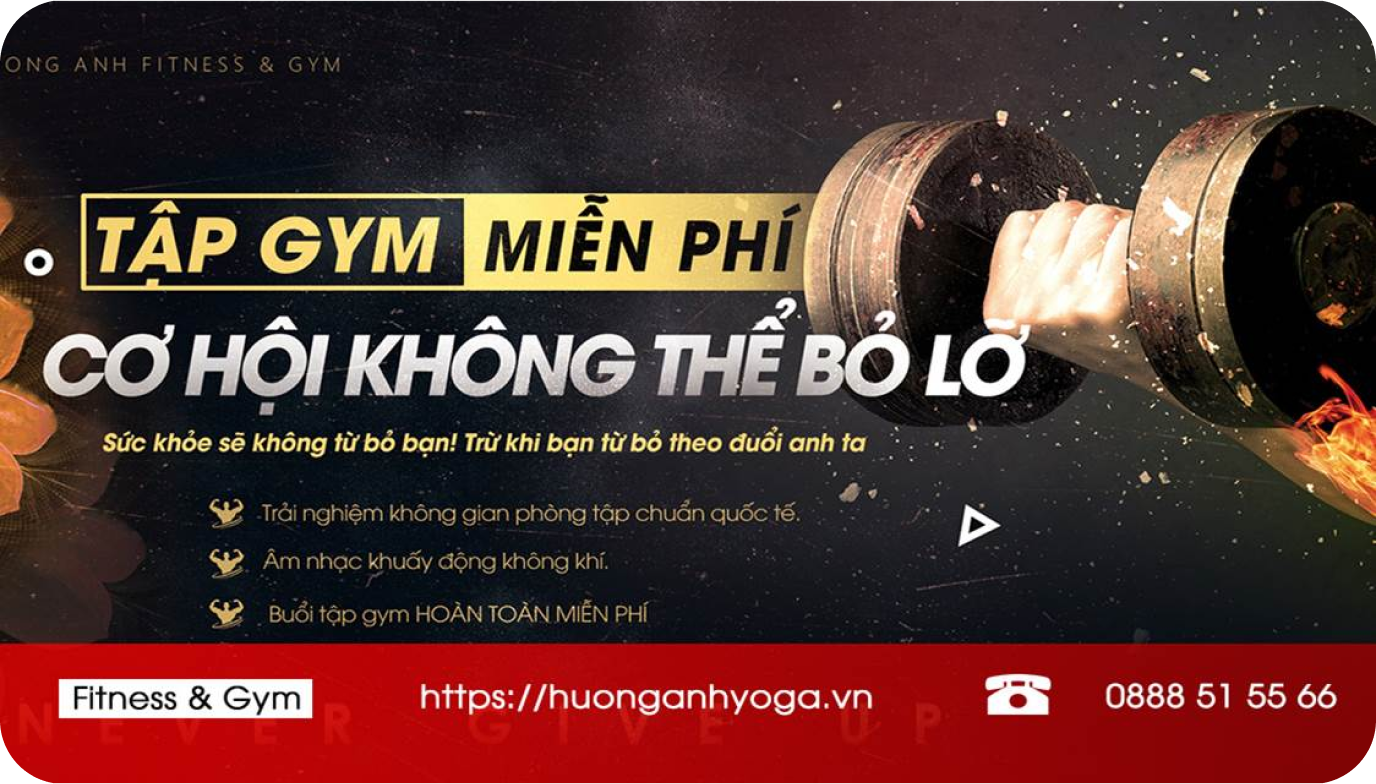 ONG ANH FITNESS & GYM
TẬP GYM MIỄN PHÍ
CƠ HỘI KHÔNG THỂ BỎ LỠ
Sức khỏe sẽ không từ bỏ bạn! Trừ khi bạn từ bỏ theo đuổi anh ta
Trải nghiệm không gian phòng tập chuẩn quốc tế.
Âm nhạc khuấy động không khí.
Buổi tập gym HOÀN TOÀN MIỄN PHÍ
Fitness & Gym https://huonganhyoga.vn 0888 51 55 66
NEVER GIVE UP